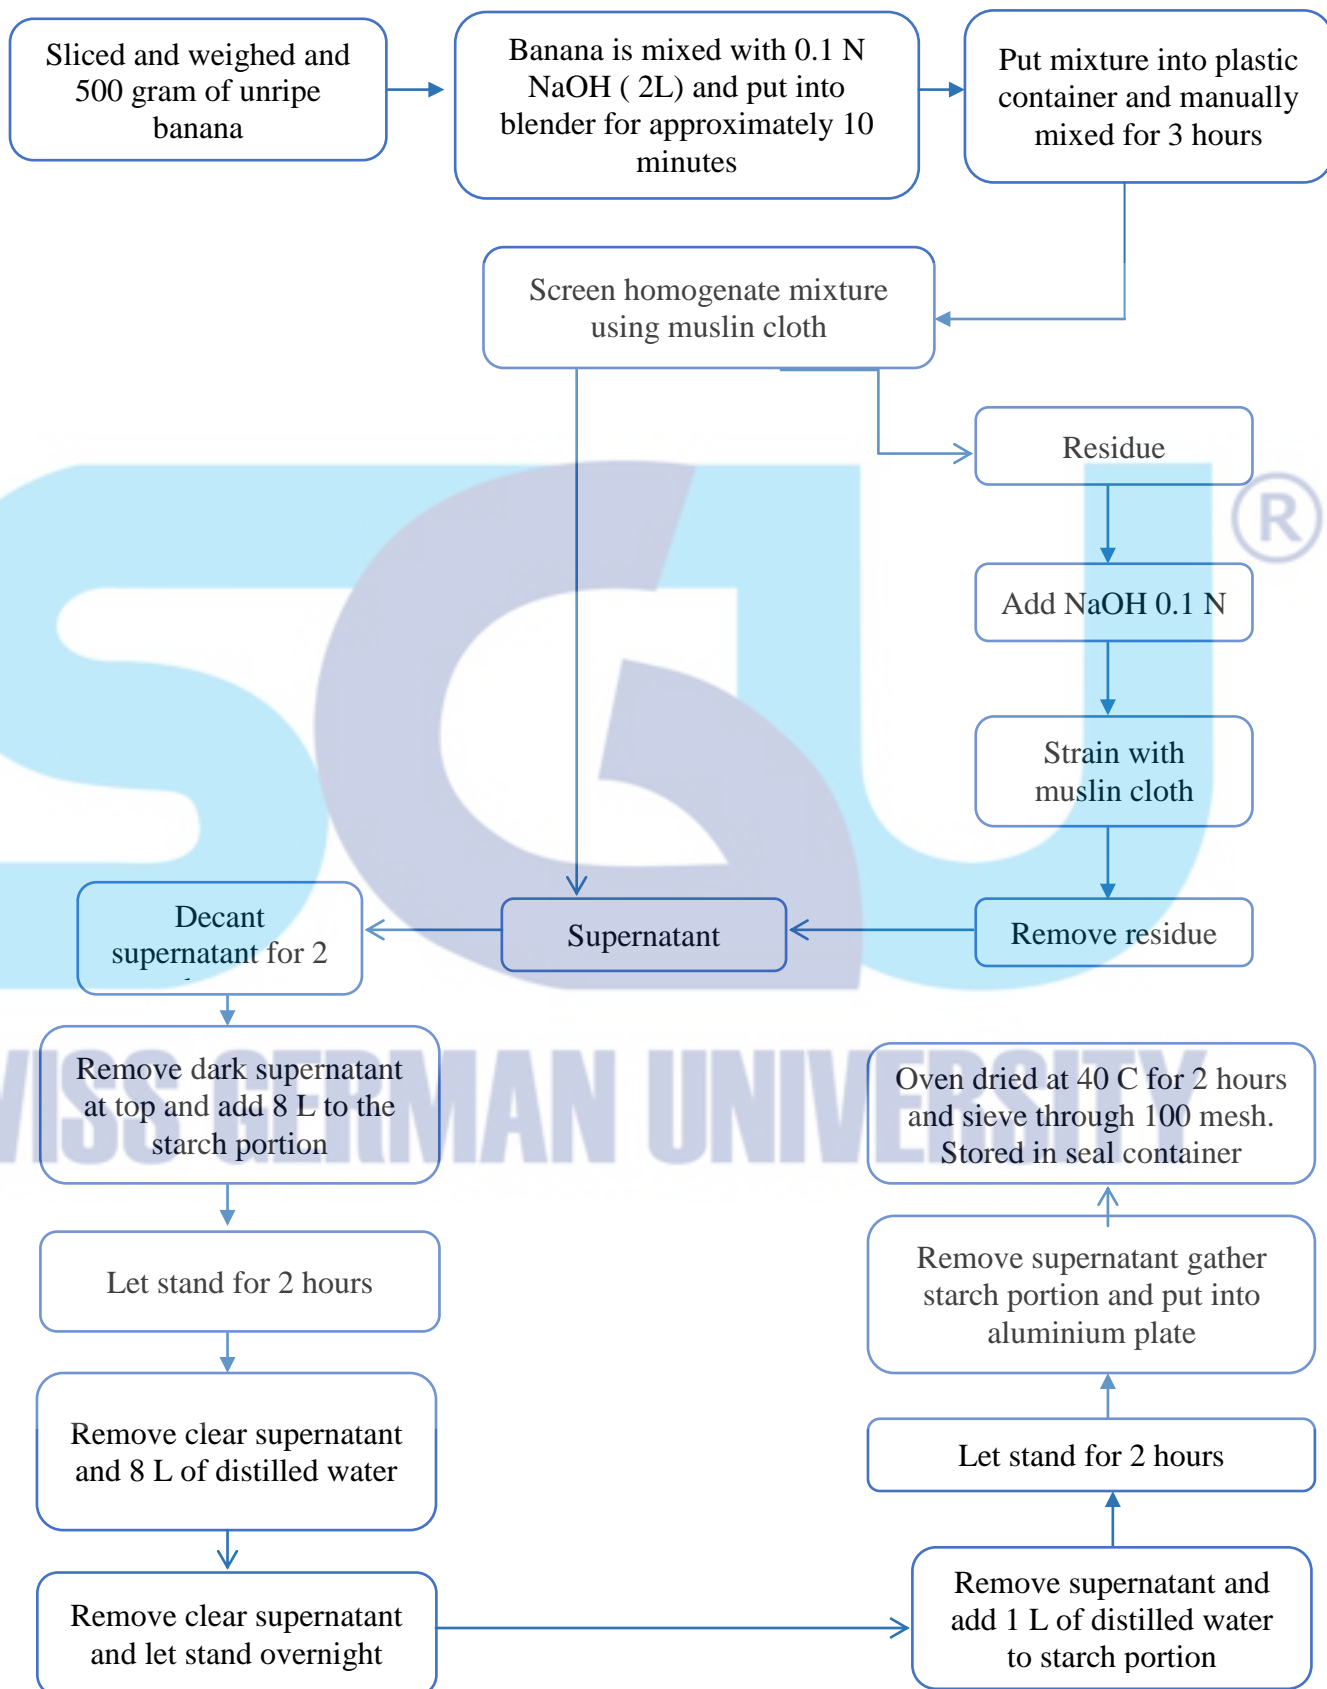 Sliced and weighed and
500 gram of unripe
banana
Banana is mixed with 0.1 N
NaOH ( 2L) and put into
blender for approximately 10
minutes
Put mixture into plastic
container and manually
mixed for 3 hours
Screen homogenate mixture
using muslin cloth
Residue
Add NaOH 0.1 N
Strain with
muslin cloth
Remove residue
Supernatant
Decant
supernatant for 2
Remove dark supernatant
at top and add 8 L to the
starch portion
Let stand for 2 hours
Remove clear supernatant
and 8 L of distilled water
Remove clear supernatant
and let stand overnight
Remove supernatant and
add 1 L of distilled water
to starch portion
Let stand for 2 hours
Remove supernatant gather
starch portion and put into
aluminium plate
Oven dried at 40 C for 2 hours
and sieve through 100 mesh.
Stored in seal container
SGU ®
WISS GERMAN UNIVERSITY